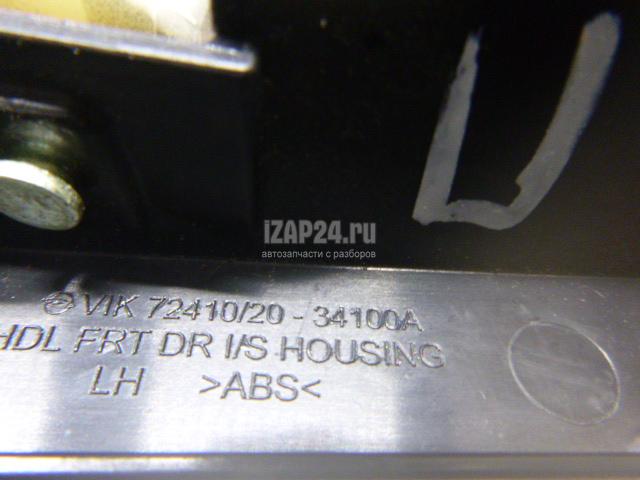 U
iZAP24.ru
автозапчасти с разборов
VIK 72410/20 - 34100A
HDL FRT DR I/S HOUSING
LH >ABS<